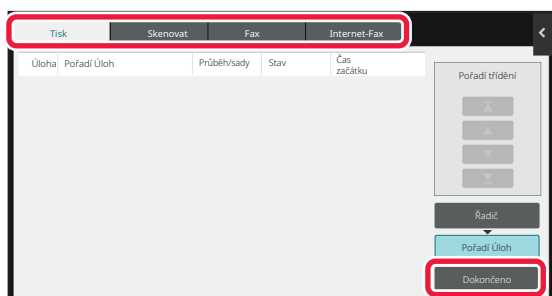 Tisk Skenovat Fax Internet-Fax
Úloha Pořadí Úloh Průběh/sady Stav Čas
začátku
Pořadí třídění
Řadič
Pořadí Úloh
Dokončeno